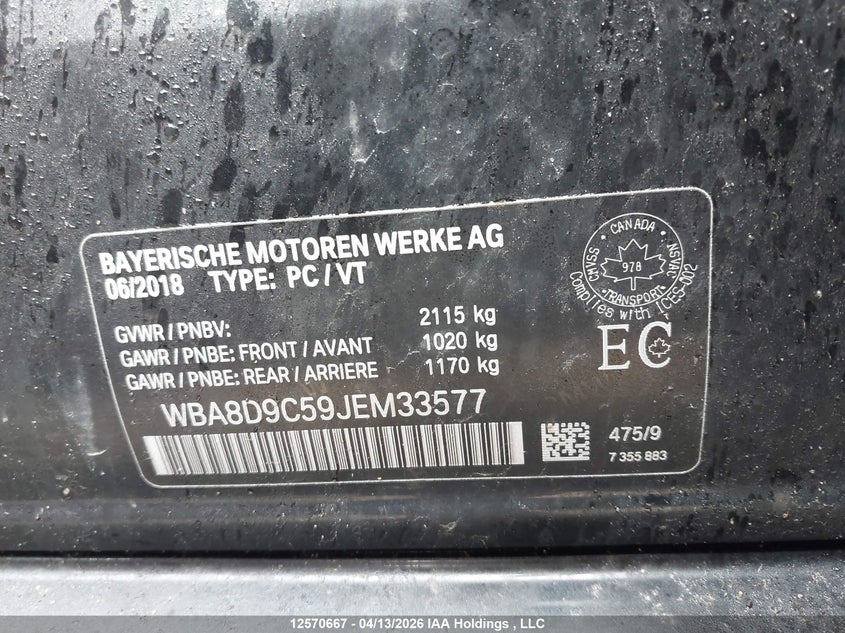 BAYERISCHE MOTOREN WERKE AG
06/2018 TYPE: PC / VT
GVWR / PNBV: 2115 kg
GAWR / PNBE: FRONT / AVANT 1020 kg
GAWR / PNBE: REAR / ARRIERE 1170 kg
WBA8D9C59JEM33577
CANADA
CMVSS
NSVAC
978
TRANSPORT
Complies with ICES-002
EC
475/9
7 355 883
12570667 - 04/13/2026 IAA Holdings , LLC